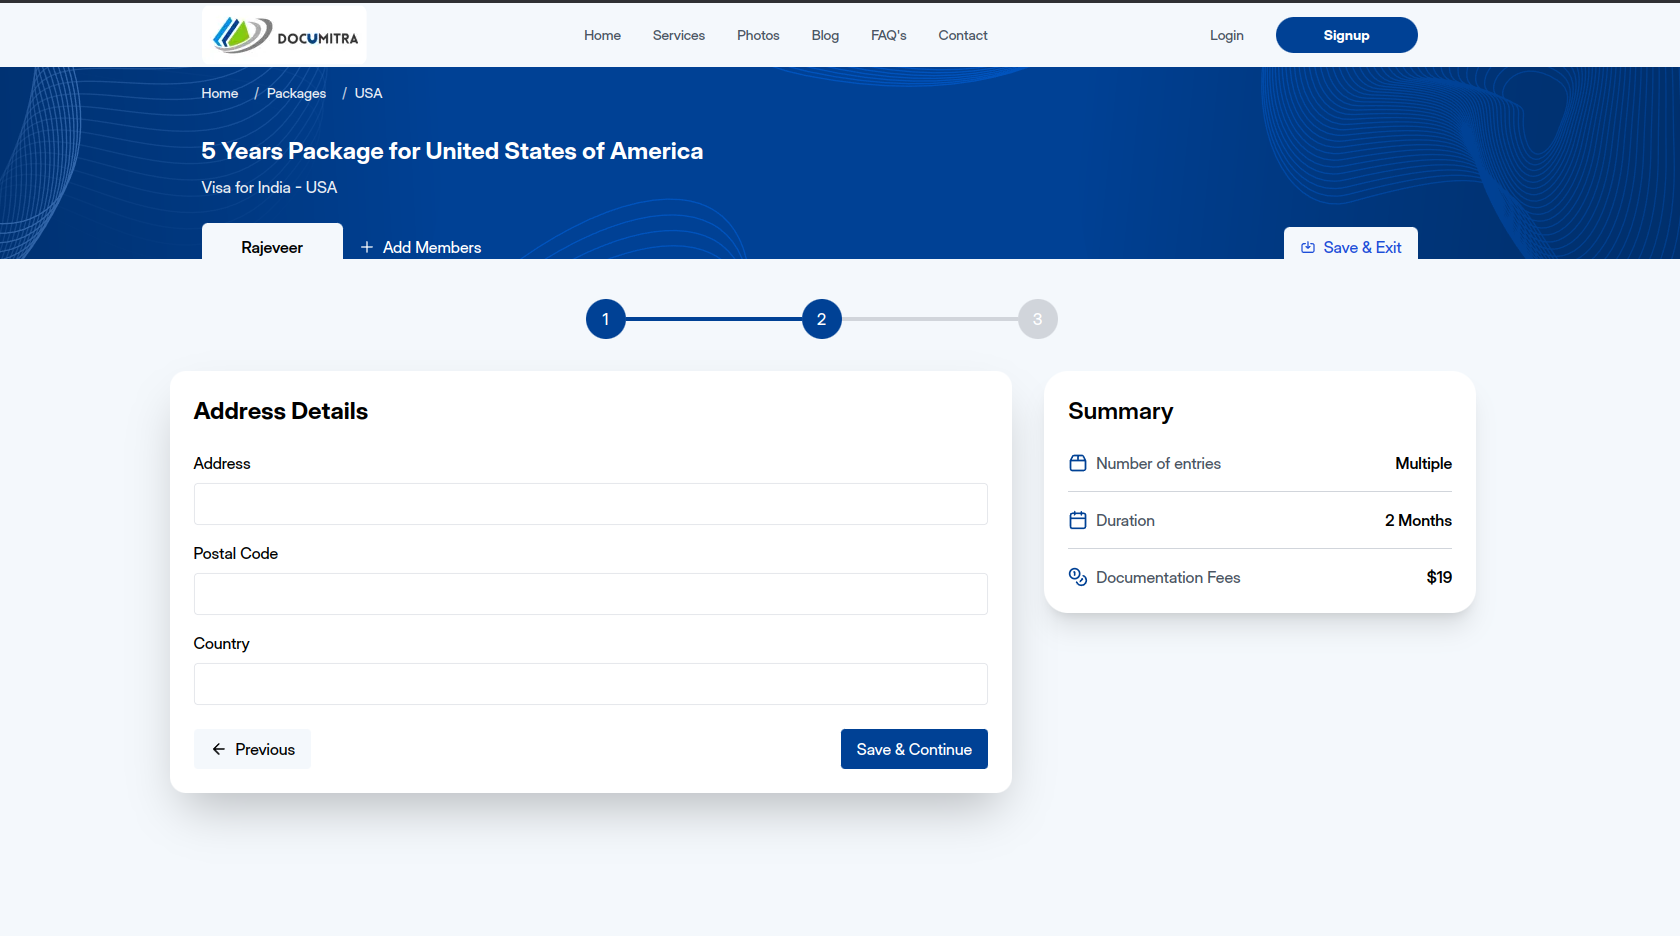 DOCUMITRA
Home Services Photos Blog FAQ's Contact Login Signup
Home / Packages / USA
5 Years Package for United States of America
Visa for India - USA
Rajeveer + Add Members Save & Exit
1 2 3
Address Details
Address
Postal Code
Country
Previous Save & Continue
Summary
Number of entries Multiple
Duration 2 Months
Documentation Fees $19